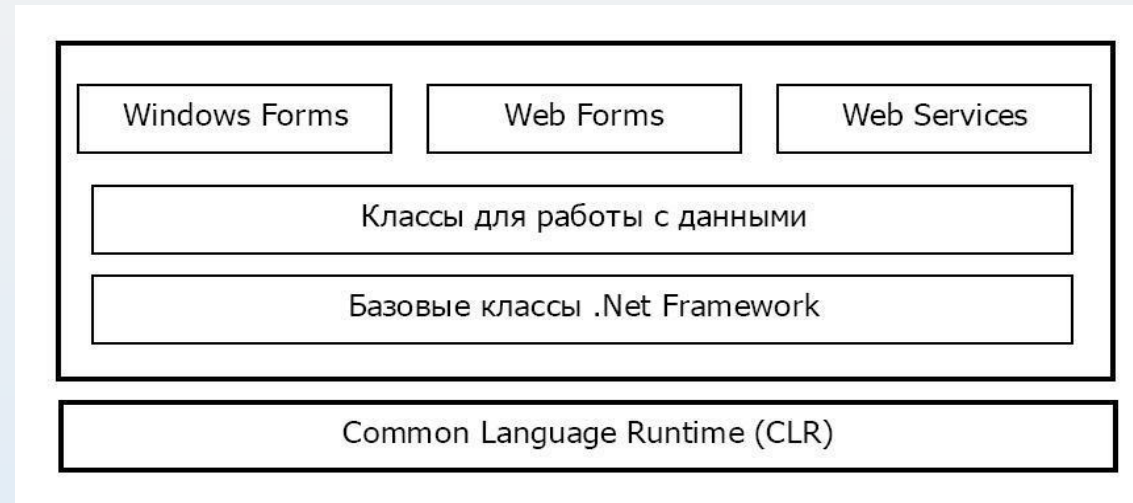 Windows Forms
Web Forms
Web Services
Классы для работы с данными
Базовые классы .Net Framework
Common Language Runtime (CLR)